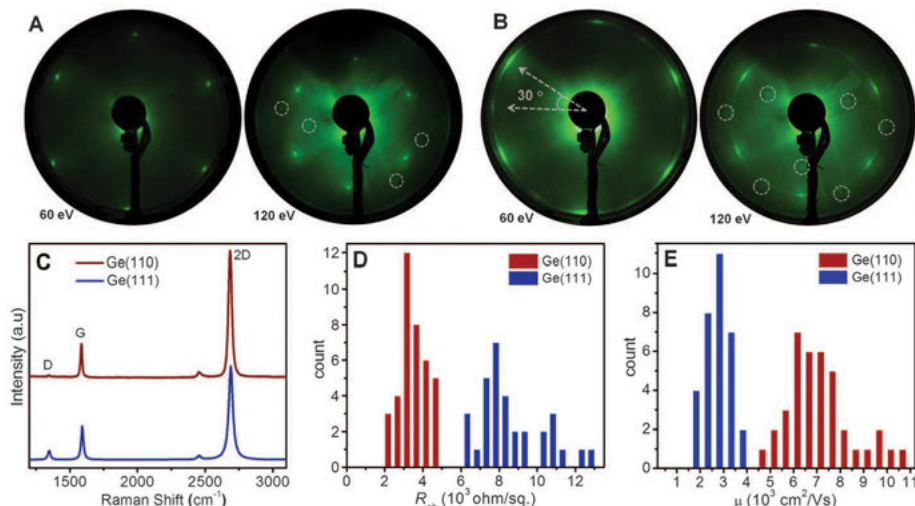 A
B
30 °
60 eV
120 eV
60 eV
120 eV
C
Ge(110)
Ge(111)
2D
G
D
Intensity (a.u)
1500 2000 2500 3000
Raman Shift (cm-1)
D
Ge(110)
Ge(111)
count
12
10
8
6
4
2
0
0 2 4 6 8 10 12
(10³ ohm/sq.)
E
Ge(110)
Ge(111)
count
10
8
6
4
2
0
1 2 3 4 5 6 7 8 9 10 11
μ (10³ cm²/Vs)